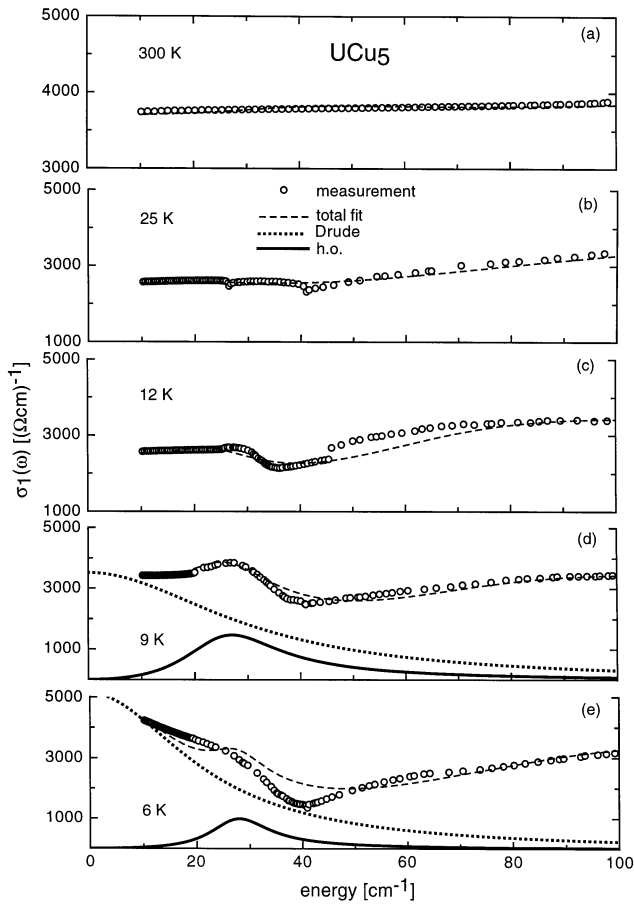 5000
(a)
300 K
UCu5
4000
3000
5000
measurement
(b)
25 K
total fit
Drude
3000
h.o.
1000
5000
(c)
12 K
3000
1000
σ1(ω) [(Ωcm)-1]
5000
(d)
3000
1000
9 K
5000
(e)
3000
1000
6 K
0 20 40 60 80 100
energy [cm-1]